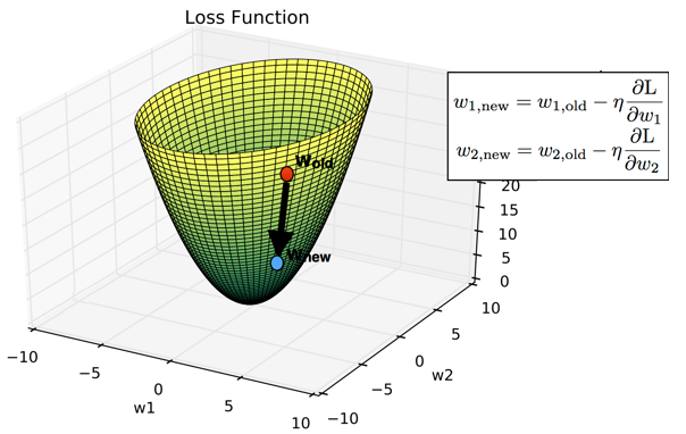 Loss Function
w1,new = w1,old − η ∂L/∂w1
w2,new = w2,old − η ∂L/∂w2
Wold
Wnew
20
15
10
5
0
10
5
0
−5
−10
w2
−10
−5
0
5
10
w1